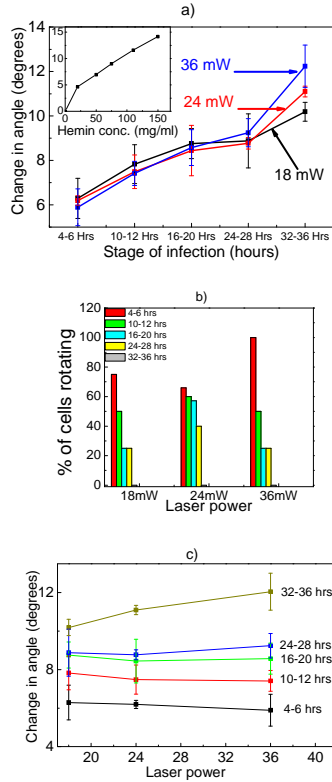 a)
15
10
5
0
0 50 100 150
Hemin conc. (mg/ml)
36 mW
24 mW
18 mW
Change in angle (degrees)
14
12
10
8
6
4-6 Hrs 10-12 Hrs 16-20 Hrs 24-28 Hrs 32-36 Hrs
Stage of infection (hours)
b)
4-6 hrs
10-12 hrs
16-20 hrs
24-28 hrs
32-36 hrs
% of cells rotating
120
100
80
60
40
20
0
18mW 24mW 36mW
Laser power
c)
Change in angle (degrees)
12
8
4
32-36 hrs
24-28 hrs
16-20 hrs
10-12 hrs
4-6 hrs
20 24 28 32 36 40
Laser power